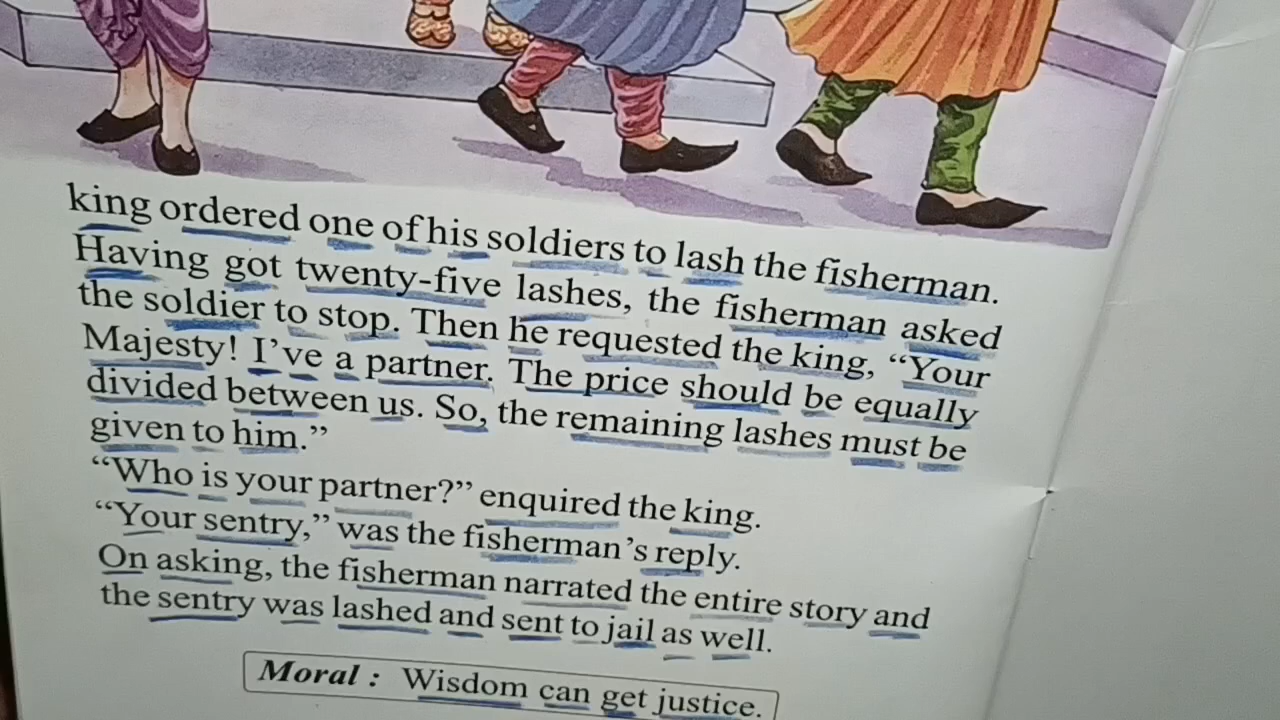 king ordered one of his soldiers to lash the fisherman.
Having got twenty-five lashes, the fisherman asked
the soldier to stop. Then he requested the king, “Your
Majesty! I’ve a partner. The price should be equally
divided between us. So, the remaining lashes must be
given to him.”
“Who is your partner?” enquired the king.
“Your sentry,” was the fisherman’s reply.
On asking, the fisherman narrated the entire story and
the sentry was lashed and sent to jail as well.
Moral : Wisdom can get justice.